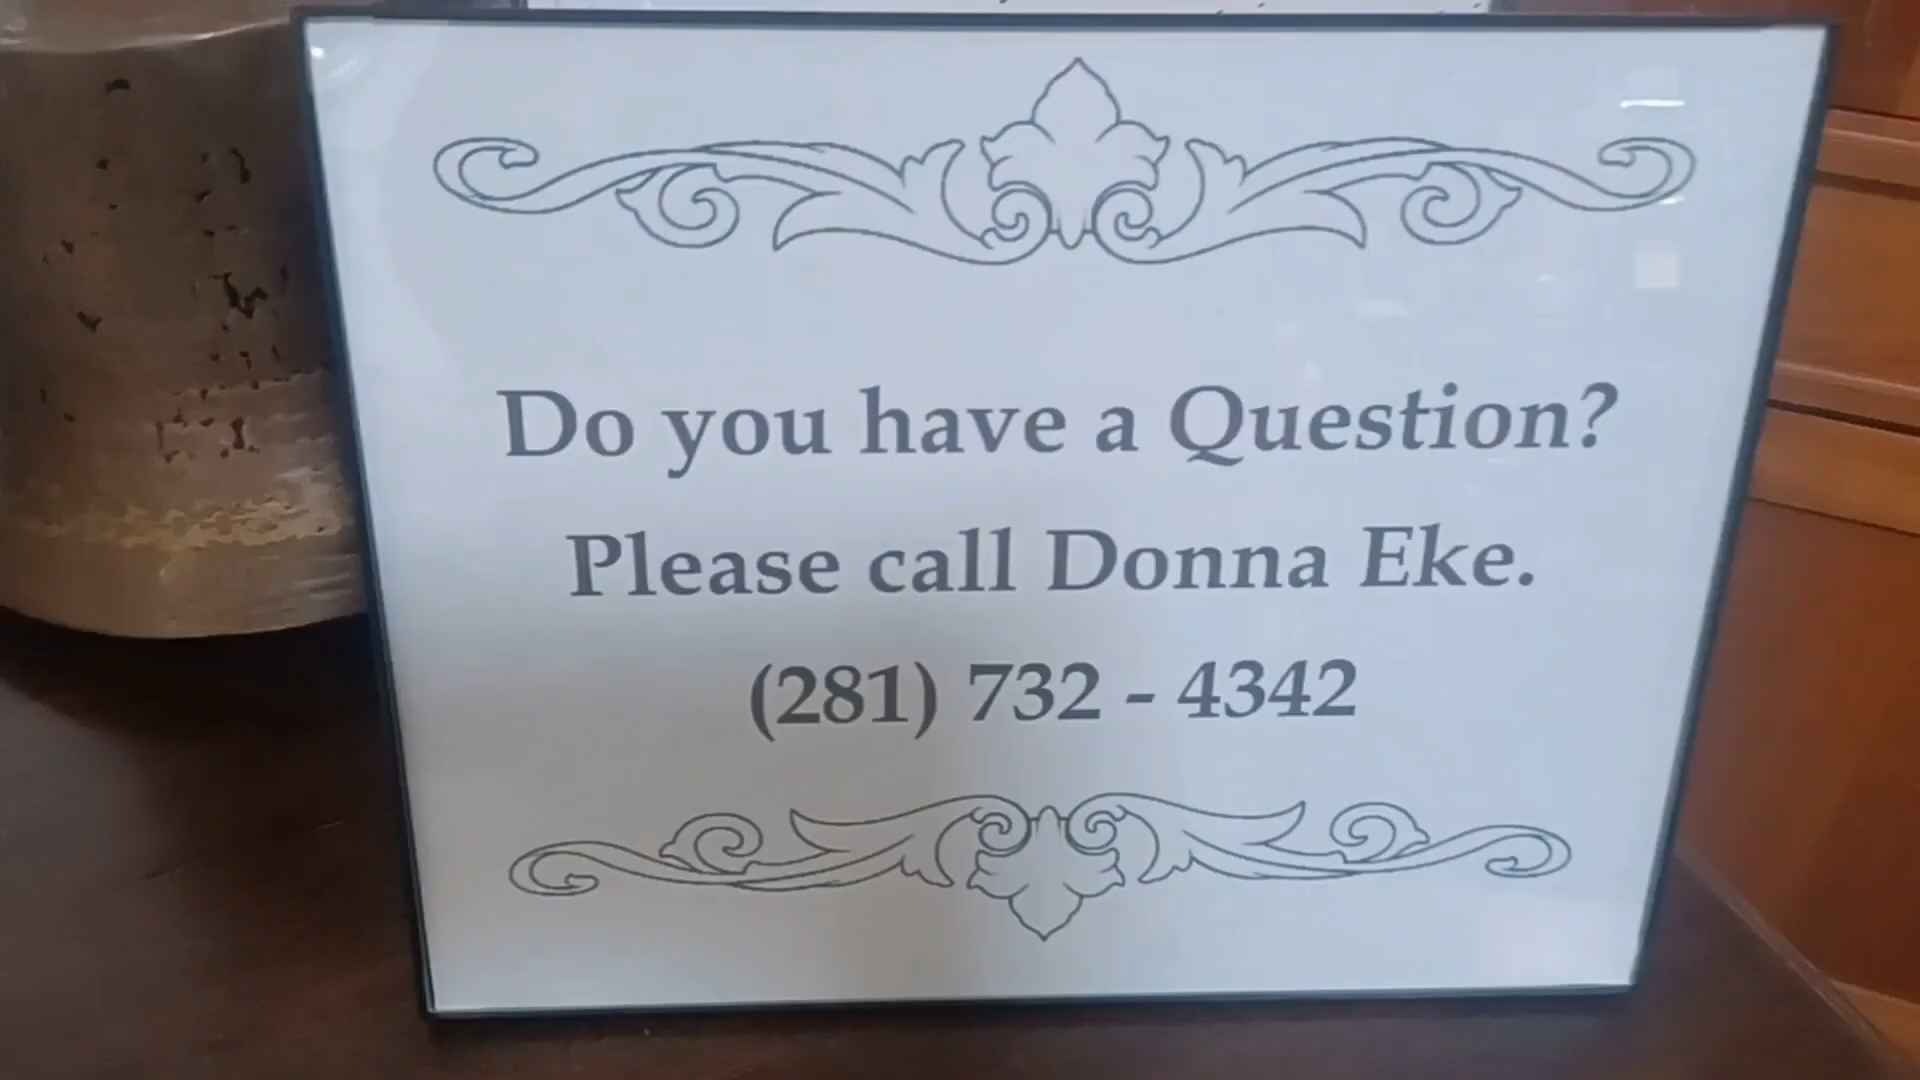 Do you have a Question?
Please call Donna Eke.
(281) 732 - 4342